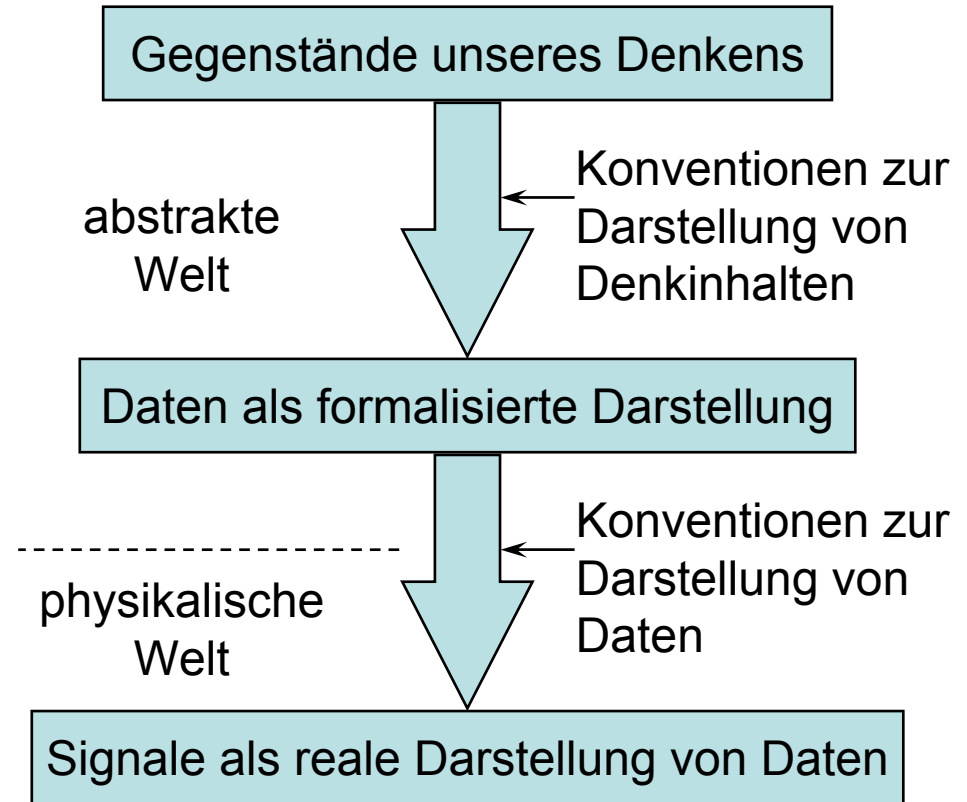 Gegenstände unseres Denkens
abstrakte
Welt
Konventionen zur
Darstellung von
Denkinhalten
Daten als formalisierte Darstellung
Konventionen zur
Darstellung von
Daten
physikalische
Welt
Signale als reale Darstellung von Daten